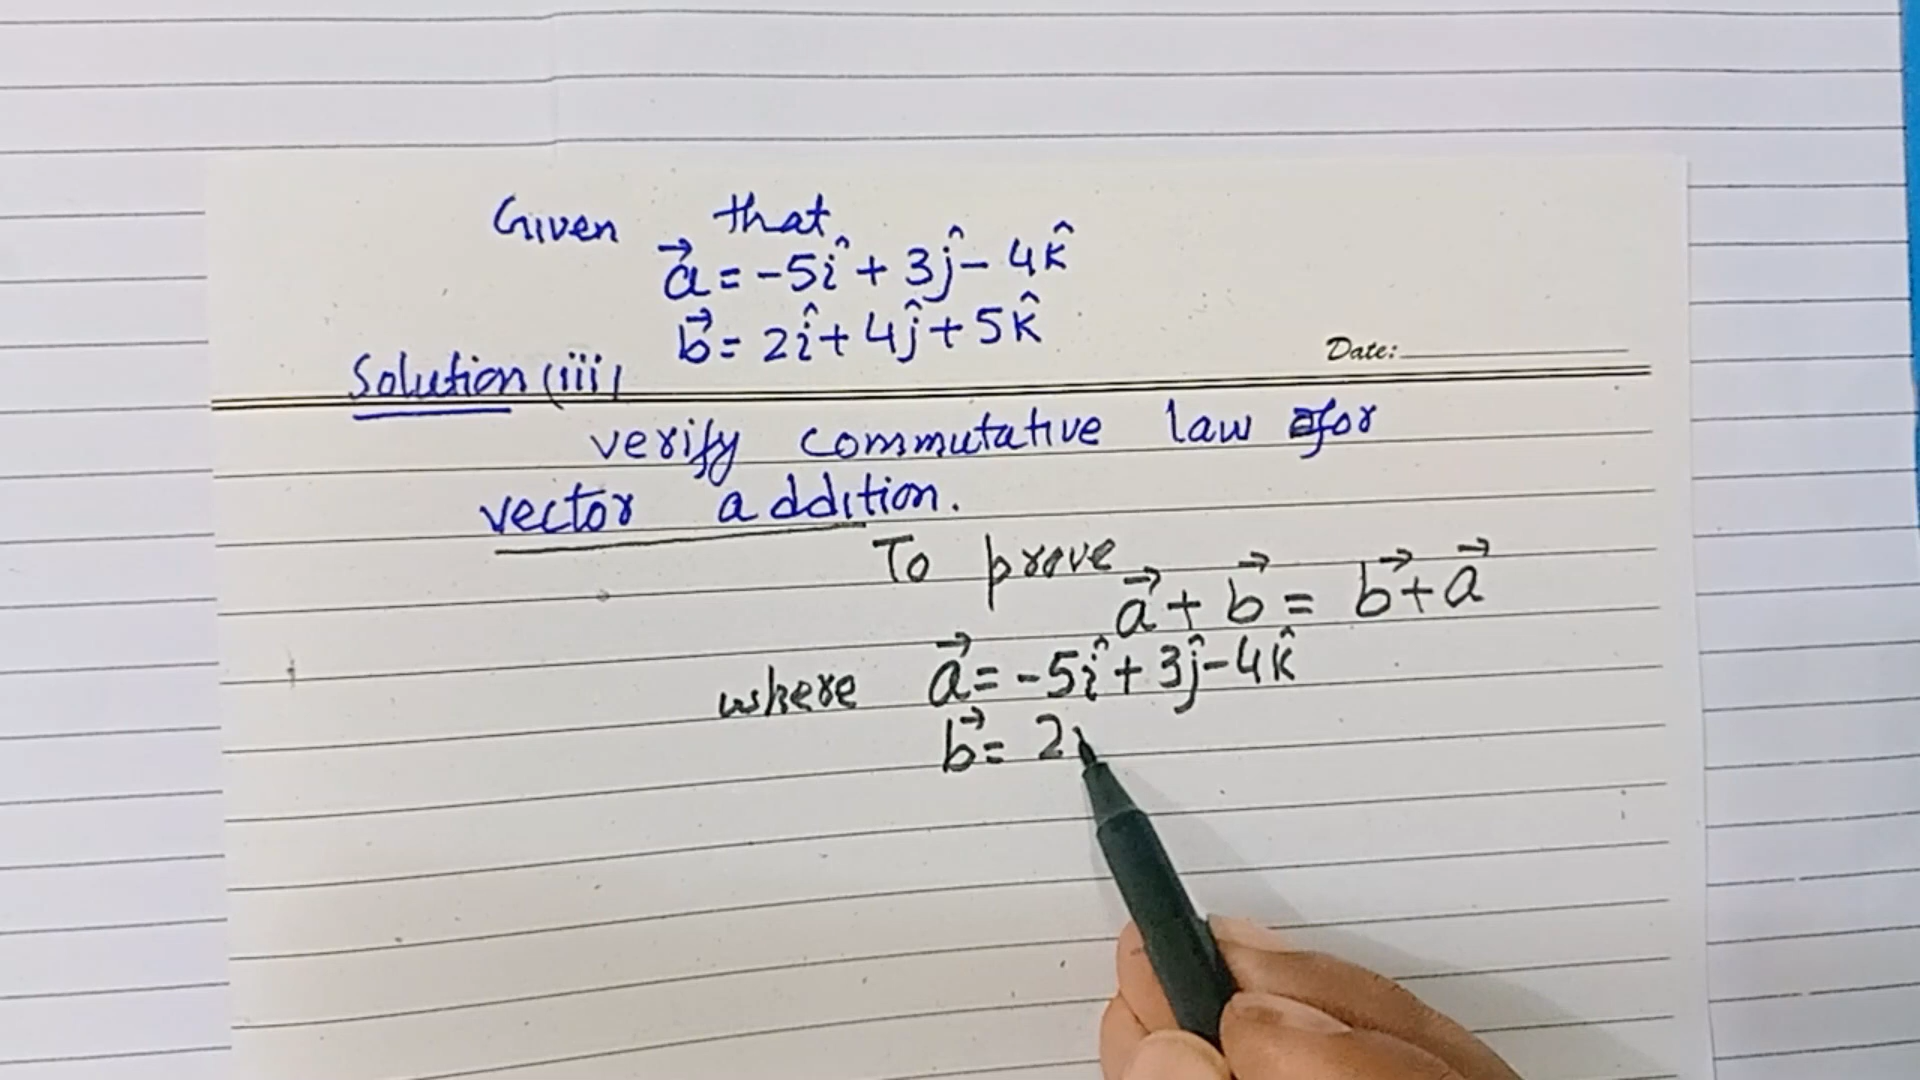 Given that
a⃗ = -5î + 3ĵ - 4k̂
b⃗ = 2î + 4ĵ + 5k̂
Date:
Solution (iii)
verify commutative law for
vector addition.
To prove
a⃗ + b⃗ = b⃗ + a⃗
where a⃗ = -5î + 3ĵ - 4k̂
b⃗ = 2